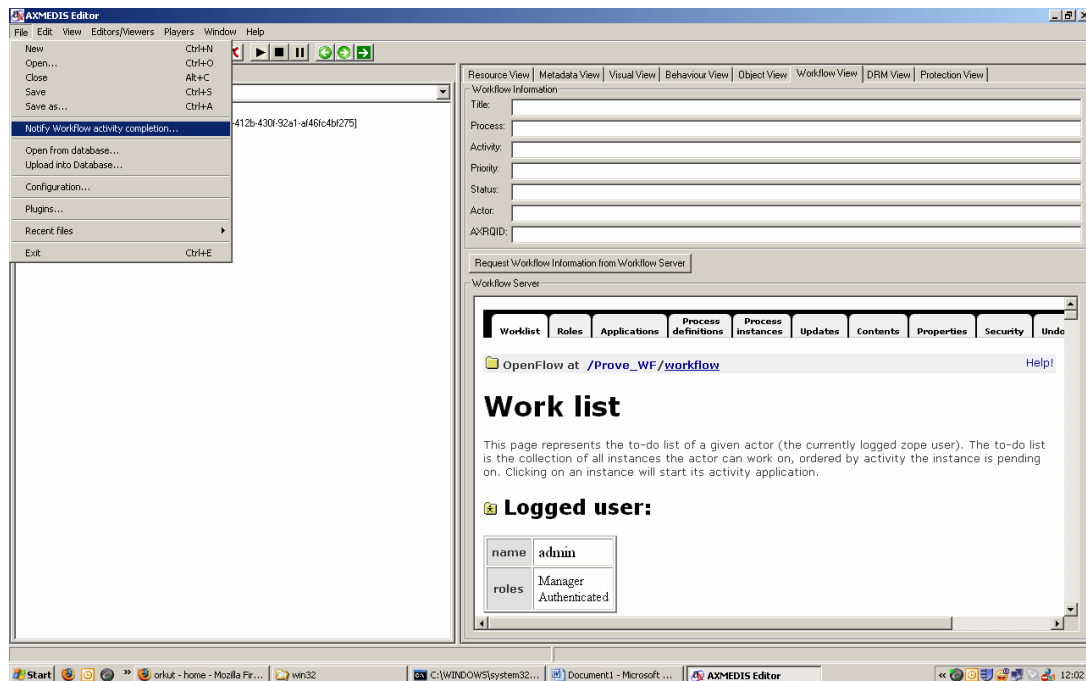 AXMEDIS Editor
File Edit View Editors/Viewers Players Window Help
New Ctrl+N
Open... Ctrl+O
Close Alt+C
Save Ctrl+S
Save as... Ctrl+A
Notify Workflow activity completion...
Open from database...
Upload into Database...
Configuration...
Plugins...
Recent files
Exit Ctrl+E
-412b-430f-92a1-af46fc4bf275]
Resource View Metadata View Visual View Behaviour View Object View Workflow View DRM View Protection View
Workflow Information
Title:
Process:
Activity:
Priority:
Status:
Actor:
AXRQID:
Request Workflow Information from Workflow Server
Workflow Server
Worklist Roles Applications Process definitions Process instances Updates Contents Properties Security Undo
OpenFlow at /Prove_WF/workflow Help!
Work list
This page represents the to-do list of a given actor (the currently logged zope user). The to-do list
is the collection of all instances the actor can work on, ordered by activity the instance is pending
on. Clicking on an instance will start its activity application.
Logged user:
name admin
roles Manager
Authenticated
Start » orkut - home - Mozilla Fir... win32 C:\WINDOWS\system32... Document1 - Microsoft ... AXMEDIS Editor « 12:02